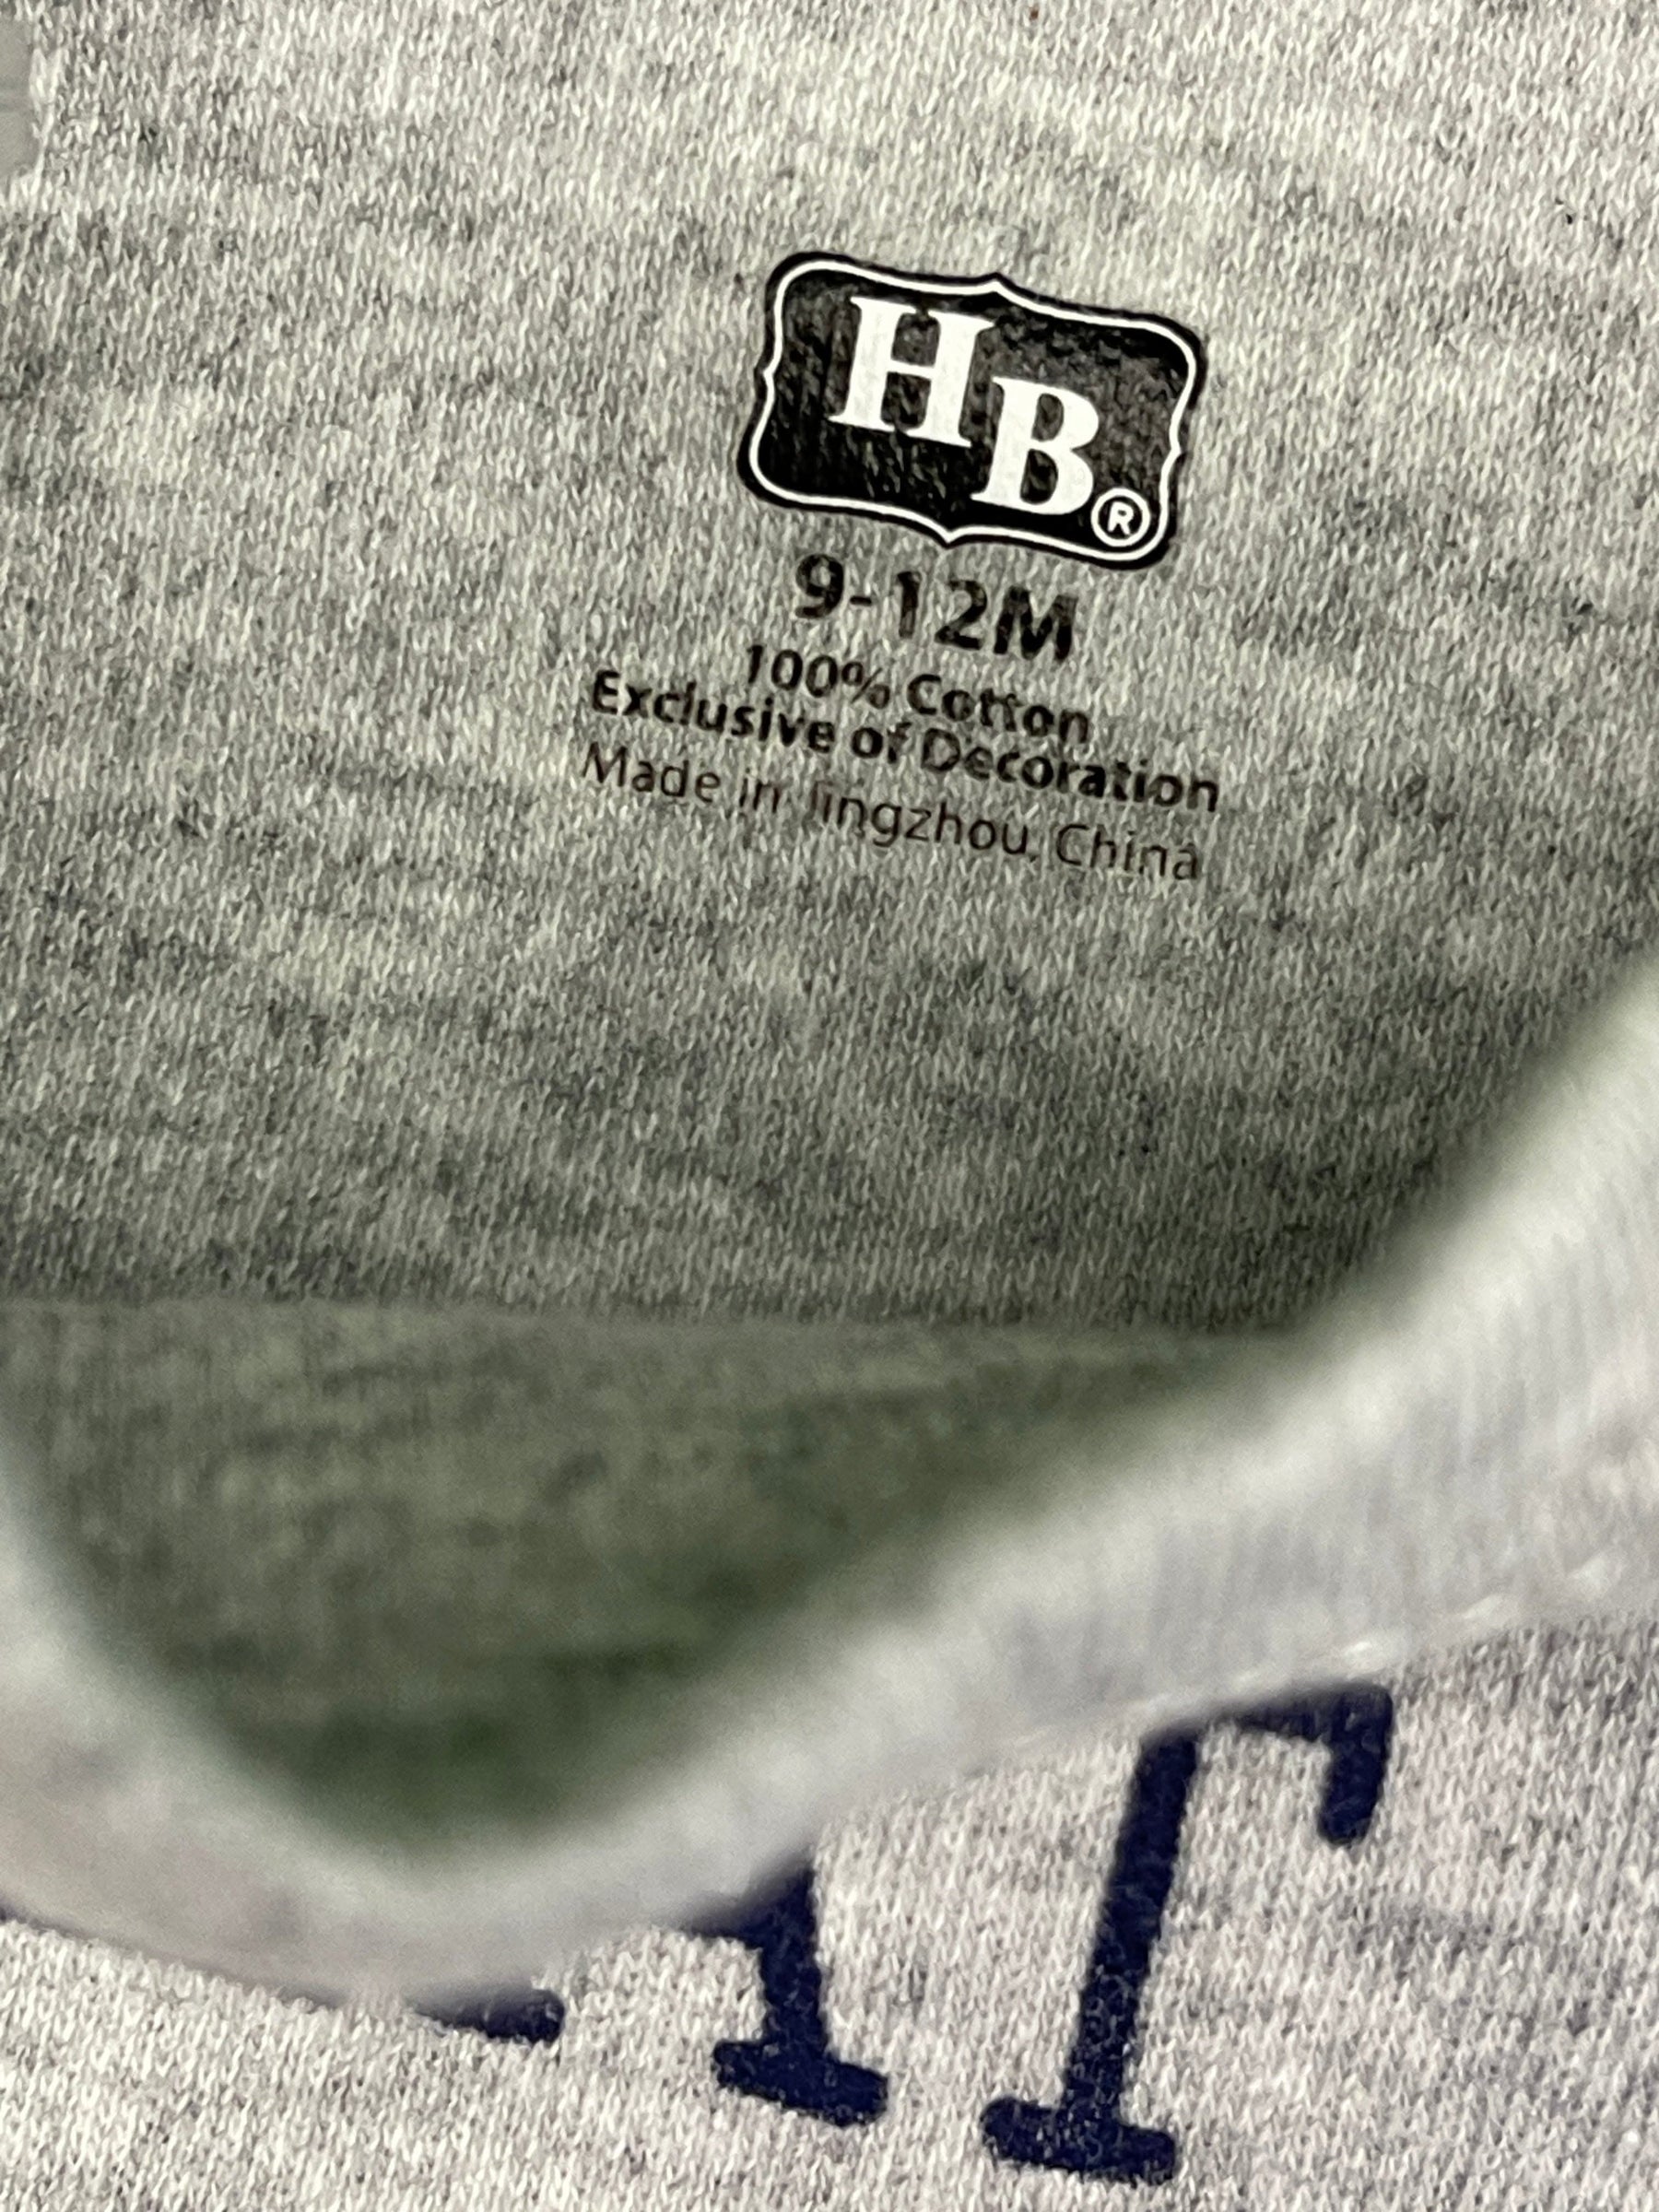 HB®
9-12M
100% Cotton
Exclusive of Decoration
Made in Jingzhou, China